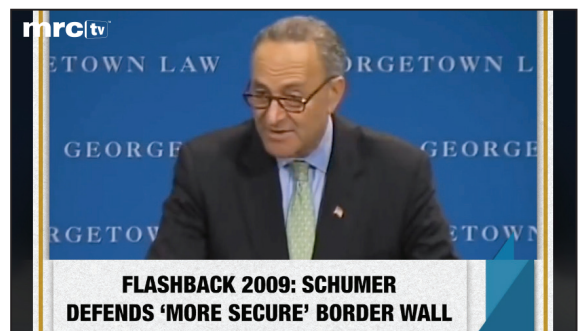 mrc tv
ETOWN LAW
ORGETOWN L
GEORGE
GEORGE
RGETOW
ETOWN
FLASHBACK 2009: SCHUMER
DEFENDS ‘MORE SECURE’ BORDER WALL